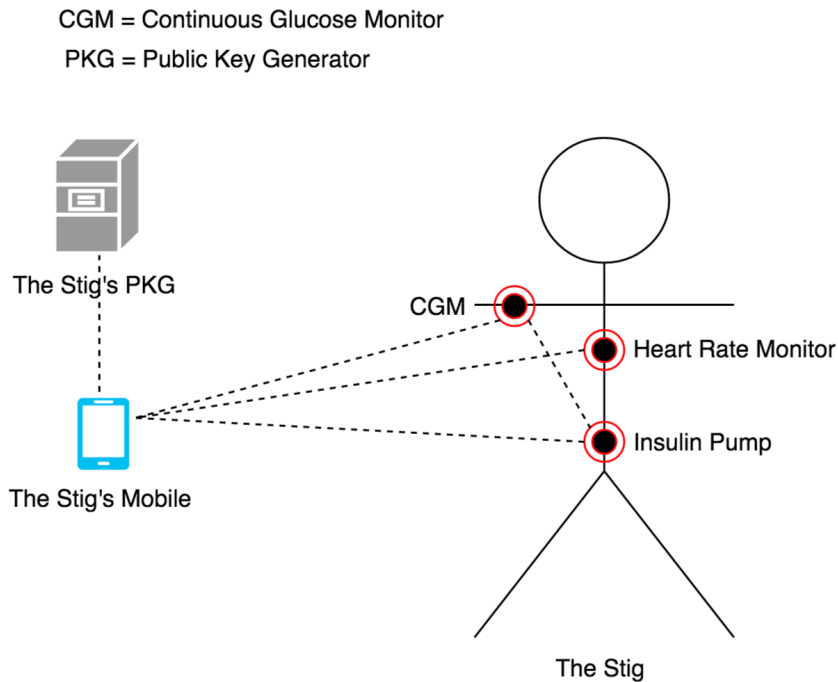 CGM = Continuous Glucose Monitor
PKG = Public Key Generator
The Stig's PKG
CGM
Heart Rate Monitor
Insulin Pump
The Stig's Mobile
The Stig